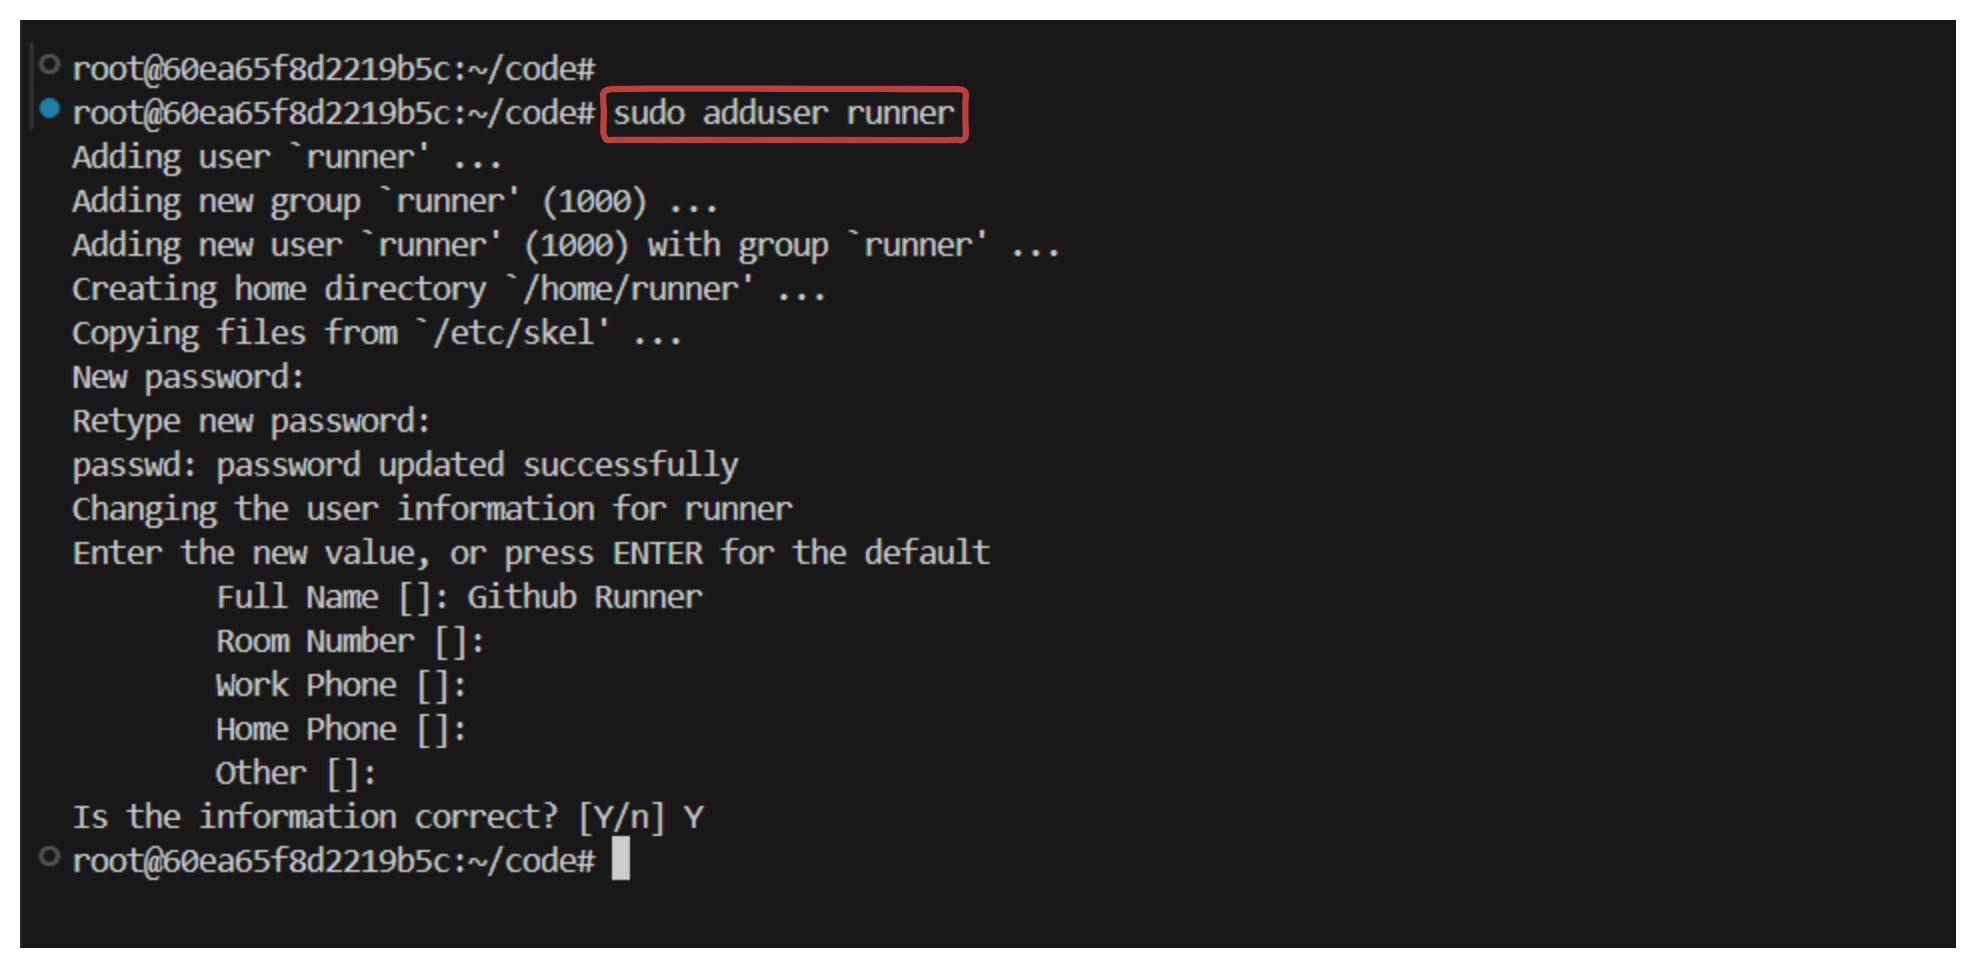 root@60ea65f8d2219b5c:~/code#
root@60ea65f8d2219b5c:~/code# sudo adduser runner
Adding user `runner' ...
Adding new group `runner' (1000) ...
Adding new user `runner' (1000) with group `runner' ...
Creating home directory `/home/runner' ...
Copying files from `/etc/skel' ...
New password:
Retype new password:
passwd: password updated successfully
Changing the user information for runner
Enter the new value, or press ENTER for the default
Full Name []: Github Runner
Room Number []:
Work Phone []:
Home Phone []:
Other []:
Is the information correct? [Y/n] Y
root@60ea65f8d2219b5c:~/code#